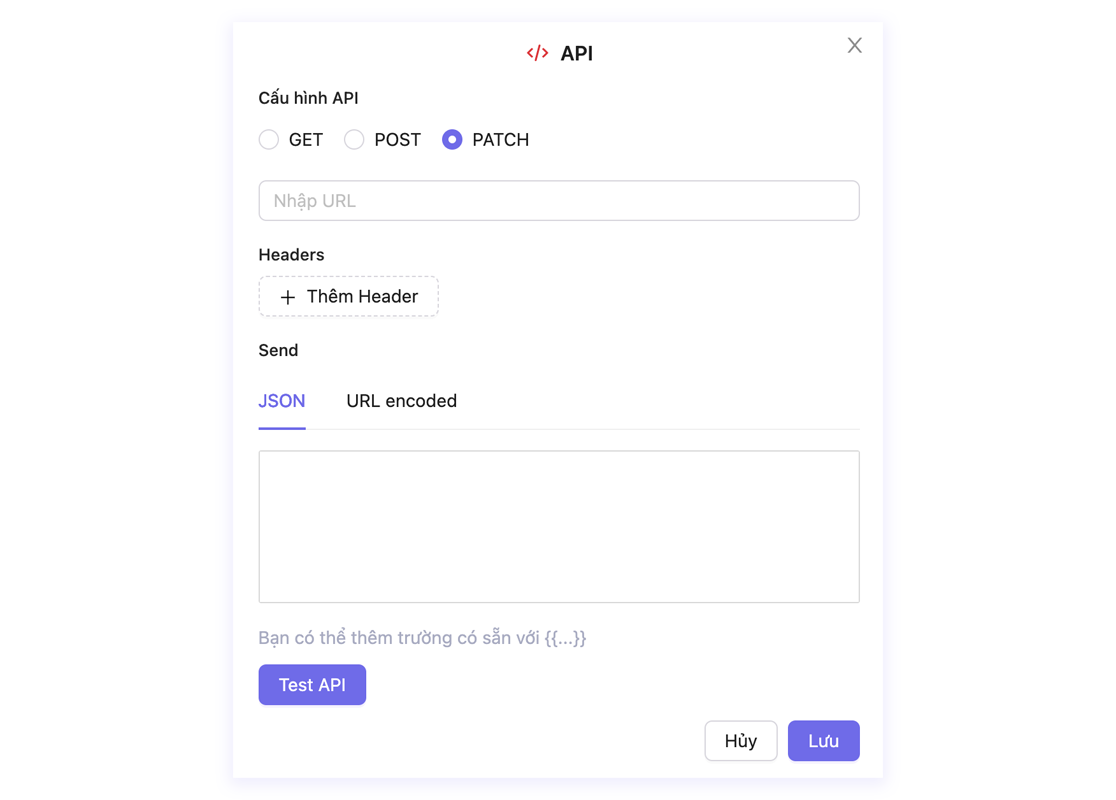 </> API
Cấu hình API
GET POST PATCH
Nhập URL
Headers
+ Thêm Header
Send
JSON URL encoded
Bạn có thể thêm trường có sẵn với {{...}}
Test API
Hủy Lưu